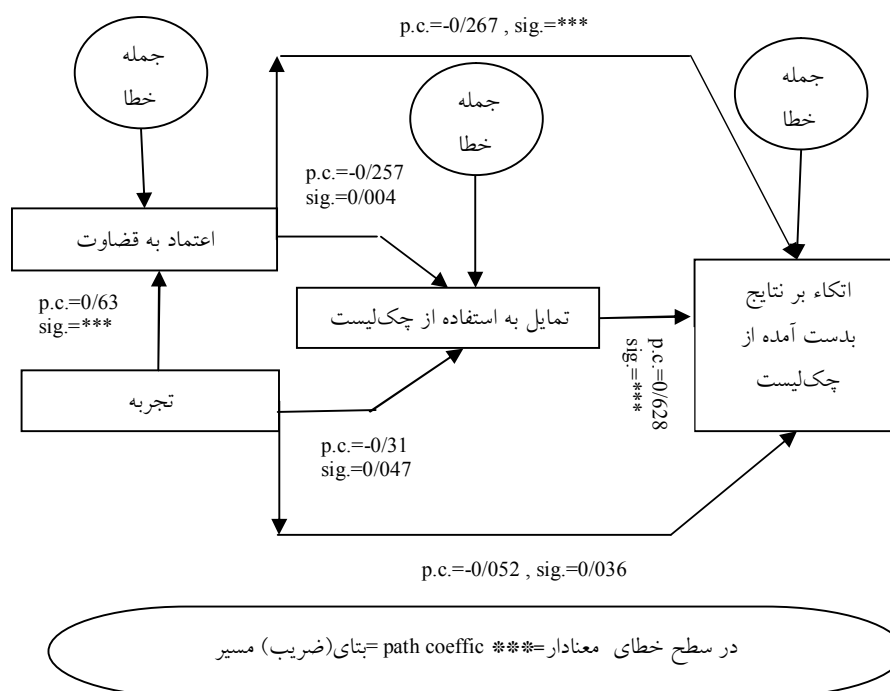 p.c.=-0/267 , sig.=***
جمله
خطا
جمله
خطا
جمله
خطا
p.c.=-0/257
sig.=0/004
اعتماد به قضاوت
p.c.=0/63
sig.=***
تمایل به استفاده از چک‌لیست
اتکاء بر نتایج
بدست آمده از
چک‌لیست
p.c.=0/628
sig.=***
تجربه
p.c.=-0/31
sig.=0/047
p.c.=-0/052 , sig.=0/036
در سطح خطای معنادار=*** path coeffic =بتای(ضریب) مسیر